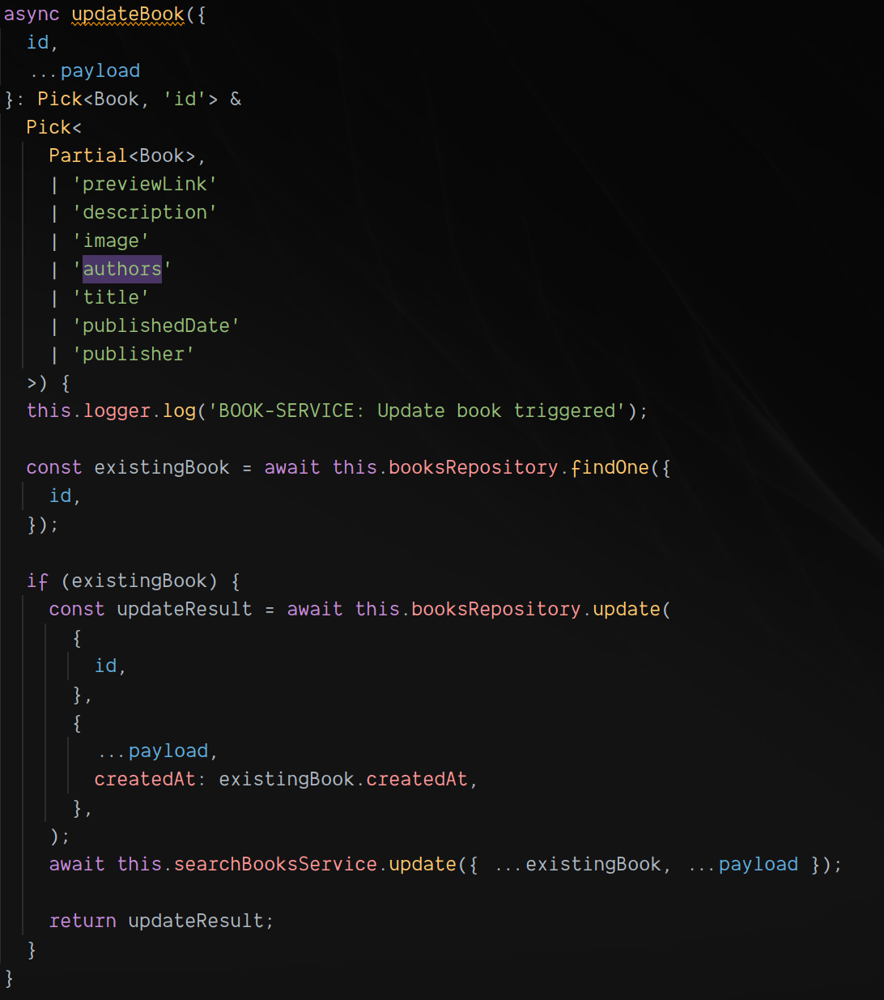 async updateBook({
  id,
  ...payload
}: Pick<Book, 'id'> &
  Pick<
    Partial<Book>,
    | 'previewLink'
    | 'description'
    | 'image'
    | 'authors'
    | 'title'
    | 'publishedDate'
    | 'publisher'
  >) {
  this.logger.log('BOOK-SERVICE: Update book triggered');

  const existingBook = await this.booksRepository.findOne({
    id,
  });

  if (existingBook) {
    const updateResult = await this.booksRepository.update(
      {
        id,
      },
      {
        ...payload,
        createdAt: existingBook.createdAt,
      },
    );
    await this.searchBooksService.update({ ...existingBook, ...payload });

    return updateResult;
  }
}